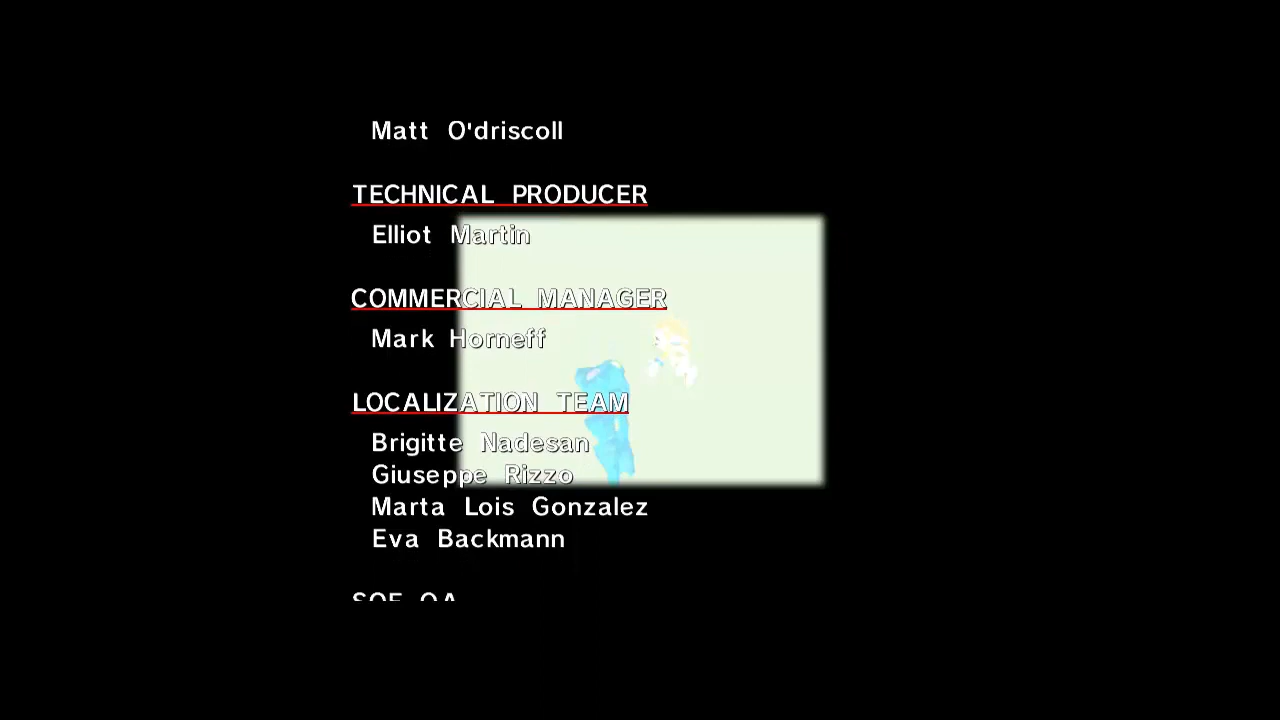 Matt O'driscoll
TECHNICAL PRODUCER
Elliot Martin
COMMERCIAL MANAGER
Mark Horneff
LOCALIZATION TEAM
Brigitte Nadesan
Giuseppe Rizzo
Marta Lois Gonzalez
Eva Backmann